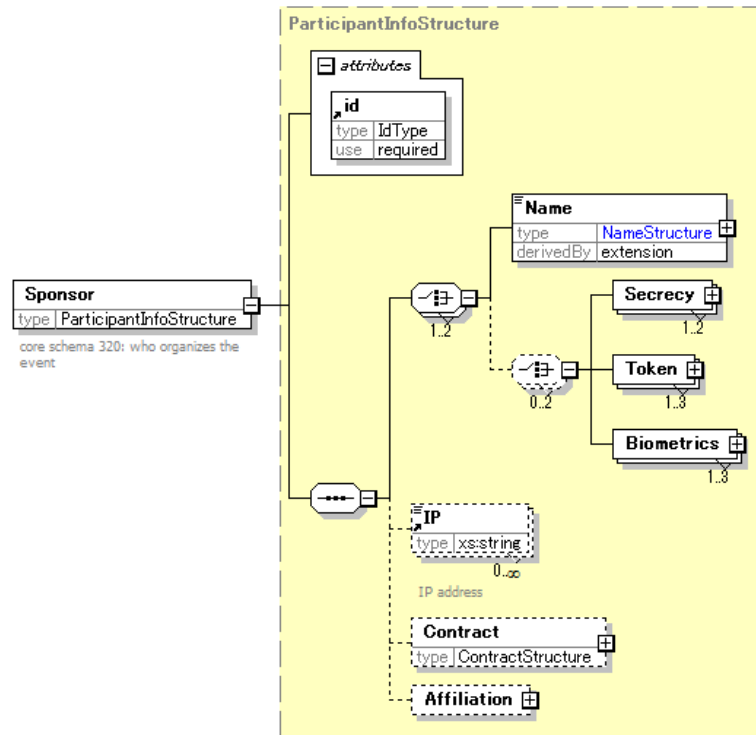 ParticipantInfoStructure
attributes
id
type IdType
use required
Name
type NameStructure
derivedBy extension
1..2
Secrecy
1..2
0..2
Token
1..3
Biometrics
1..3
Sponsor
type ParticipantInfoStructure
core schema 320: who organizes the
event
IP
type xs:string
0..∞
IP address
Contract
type ContractStructure
Affiliation